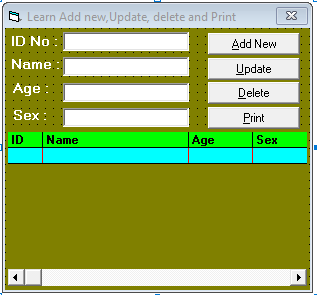 Learn Add new,Update, delete and Print
ID No :
Add New
Name :
Update
Age :
Delete
Sex :
Print
ID Name Age Sex